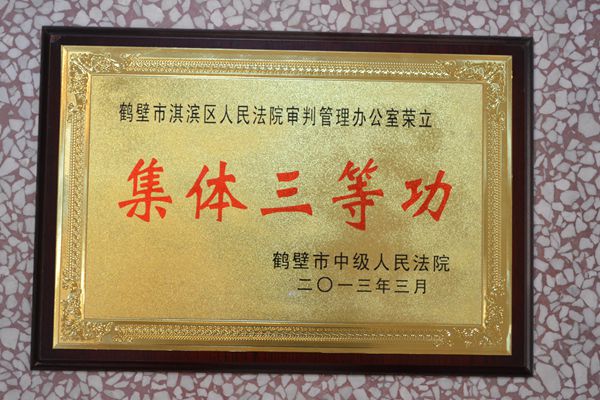 鹤壁市淇滨区人民法院审判管理办公室荣立
集体三等功
鹤壁市中级人民法院
二〇一三年三月